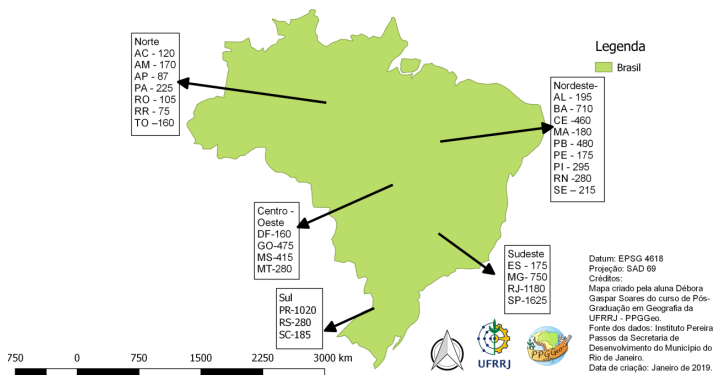 Norte
AC - 120
AM - 170
AP - 87
PA - 225
RO - 105
RR - 75
TO –160
Legenda
Brasil
Nordeste-
AL - 195
BA - 710
CE -460
MA -180
PB - 480
PE - 175
PI - 295
RN -280
SE – 215
Centro -
Oeste
DF-160
GO-475
MS-415
MT-280
Sudeste
ES - 175
MG- 750
RJ-1180
SP-1625
Sul
PR-1020
RS-280
SC-185
Datum: EPSG 4618
Projeção: SAD 69
Créditos:
Mapa criado pela aluna Débora
Gaspar Soares do curso de Pós-
Graduação em Geografia da
UFRRJ - PPGGeo.
Fonte dos dados: Instituto Pereira
Passos da Secretaria de
Desenvolvimento do Município do
Rio de Janeiro.
Data de criação: Janeiro de 2019.
UFRRJ
PPGGeo
750 0 750 1500 2250 3000 km